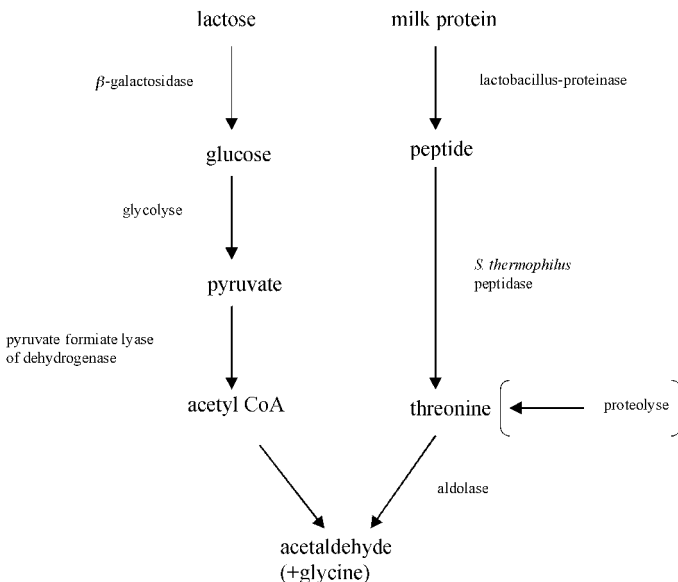 lactose
milk protein
β-galactosidase
lactobacillus-proteinase
glucose
peptide
glycolyse
S. thermophilus
peptidase
pyruvate
pyruvate formiate lyase
of dehydrogenase
acetyl CoA
threonine
proteolyse
aldolase
acetaldehyde
(+glycine)